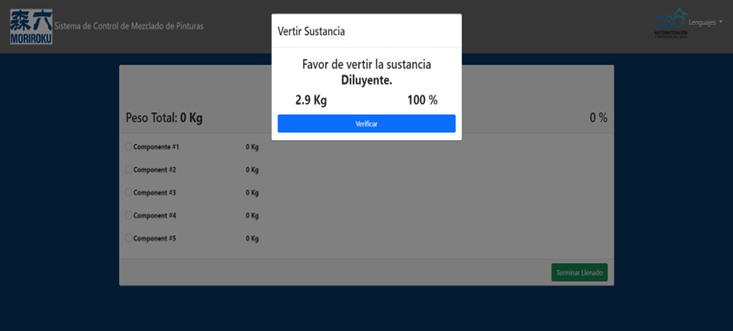 森六
MORIROKU
Sistema de Control de Mezclado de Pinturas
Lenguajes
AUTOMATIZACIÓN
Vertir Sustancia
Favor de vertir la sustancia
Diluyente.
2.9 Kg 100 %
Verificar
Peso Total: 0 Kg 0 %
Componente #1 0 Kg
Component #2 0 Kg
Component #3 0 Kg
Component #4 0 Kg
Component #5 0 Kg
Terminar Llenado